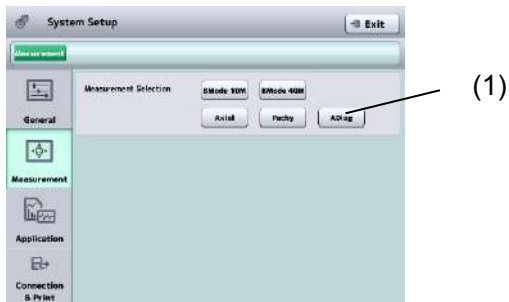 System Setup
Exit
Measurement
Measurement Selection
BMode 10M
BMode 40M
(1)
General
Axial
Pachy
ADiag
Measurement
Application
Connection
& Print